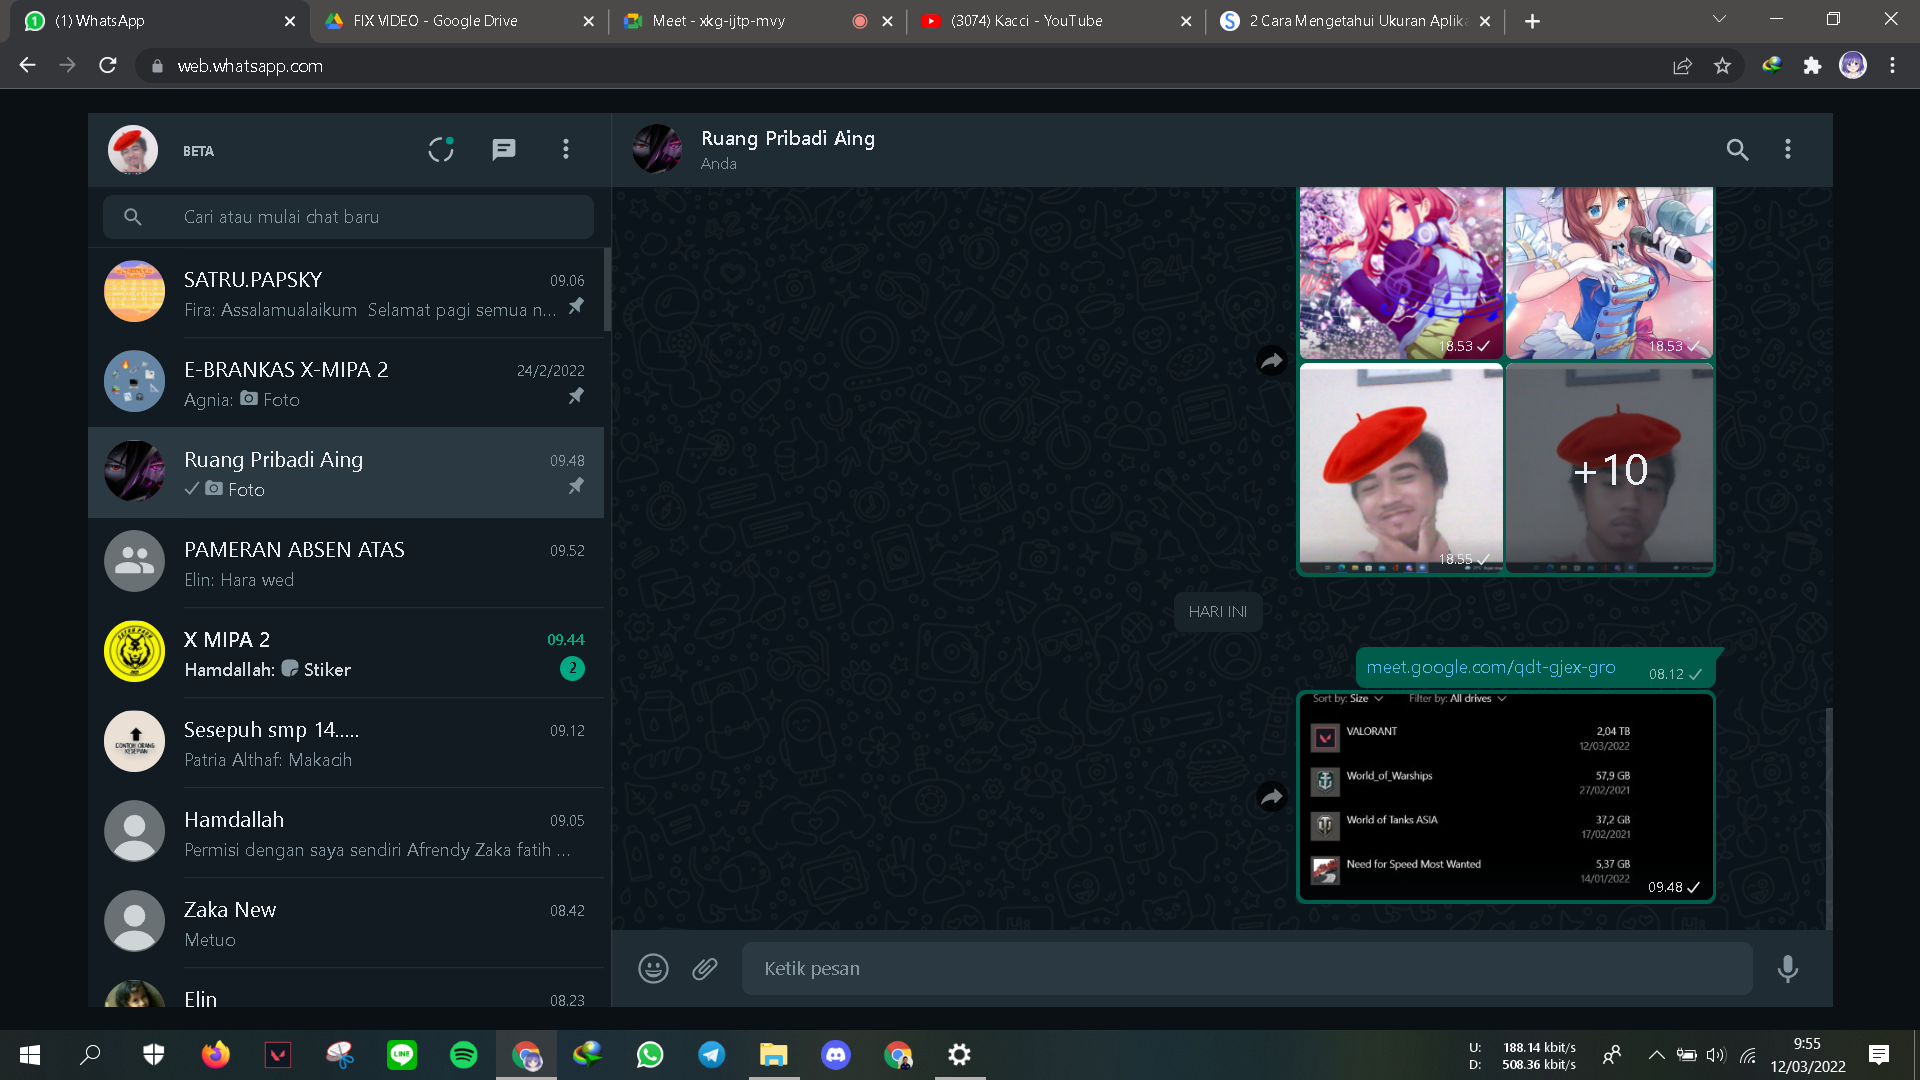 (1) WhatsApp
FIX VIDEO - Google Drive
Meet - xkg-ijtp-mvy
(3074) Kacci - YouTube
2 Cara Mengetahui Ukuran Aplik
web.whatsapp.com
BETA
Cari atau mulai chat baru
SATRU.PAPSKY 09.06
Fira: Assalamualaikum Selamat pagi semua n...
E-BRANKAS X-MIPA 2 24/2/2022
Agnia: Foto
Ruang Pribadi Aing 09.48
Foto
PAMERAN ABSEN ATAS 09.52
Elin: Hara wed
X MIPA 2 09.44
Hamdallah: Stiker 2
CONTOH ORANG
KESEPIAN
Sesepuh smp 14..... 09.12
Patria Althaf: Makacih
Hamdallah 09.05
Permisi dengan saya sendiri Afrendy Zaka fatih ...
Zaka New 08.42
Metuo
Elin 08.23
Ruang Pribadi Aing
Anda
18.53
18.53
18.55
+10
HARI INI
meet.google.com/qdt-gjex-gro 08.12
Sort by: Size Filter by: All drives
VALORANT 2,04 TB
12/03/2022
World_of_Warships 57,9 GB
27/02/2021
World of Tanks ASIA 37,2 GB
17/02/2021
Need for Speed Most Wanted 5,37 GB
14/01/2022
09.48
Ketik pesan
LINE
U: 188.14 kbit/s
D: 508.36 kbit/s
9:55
12/03/2022